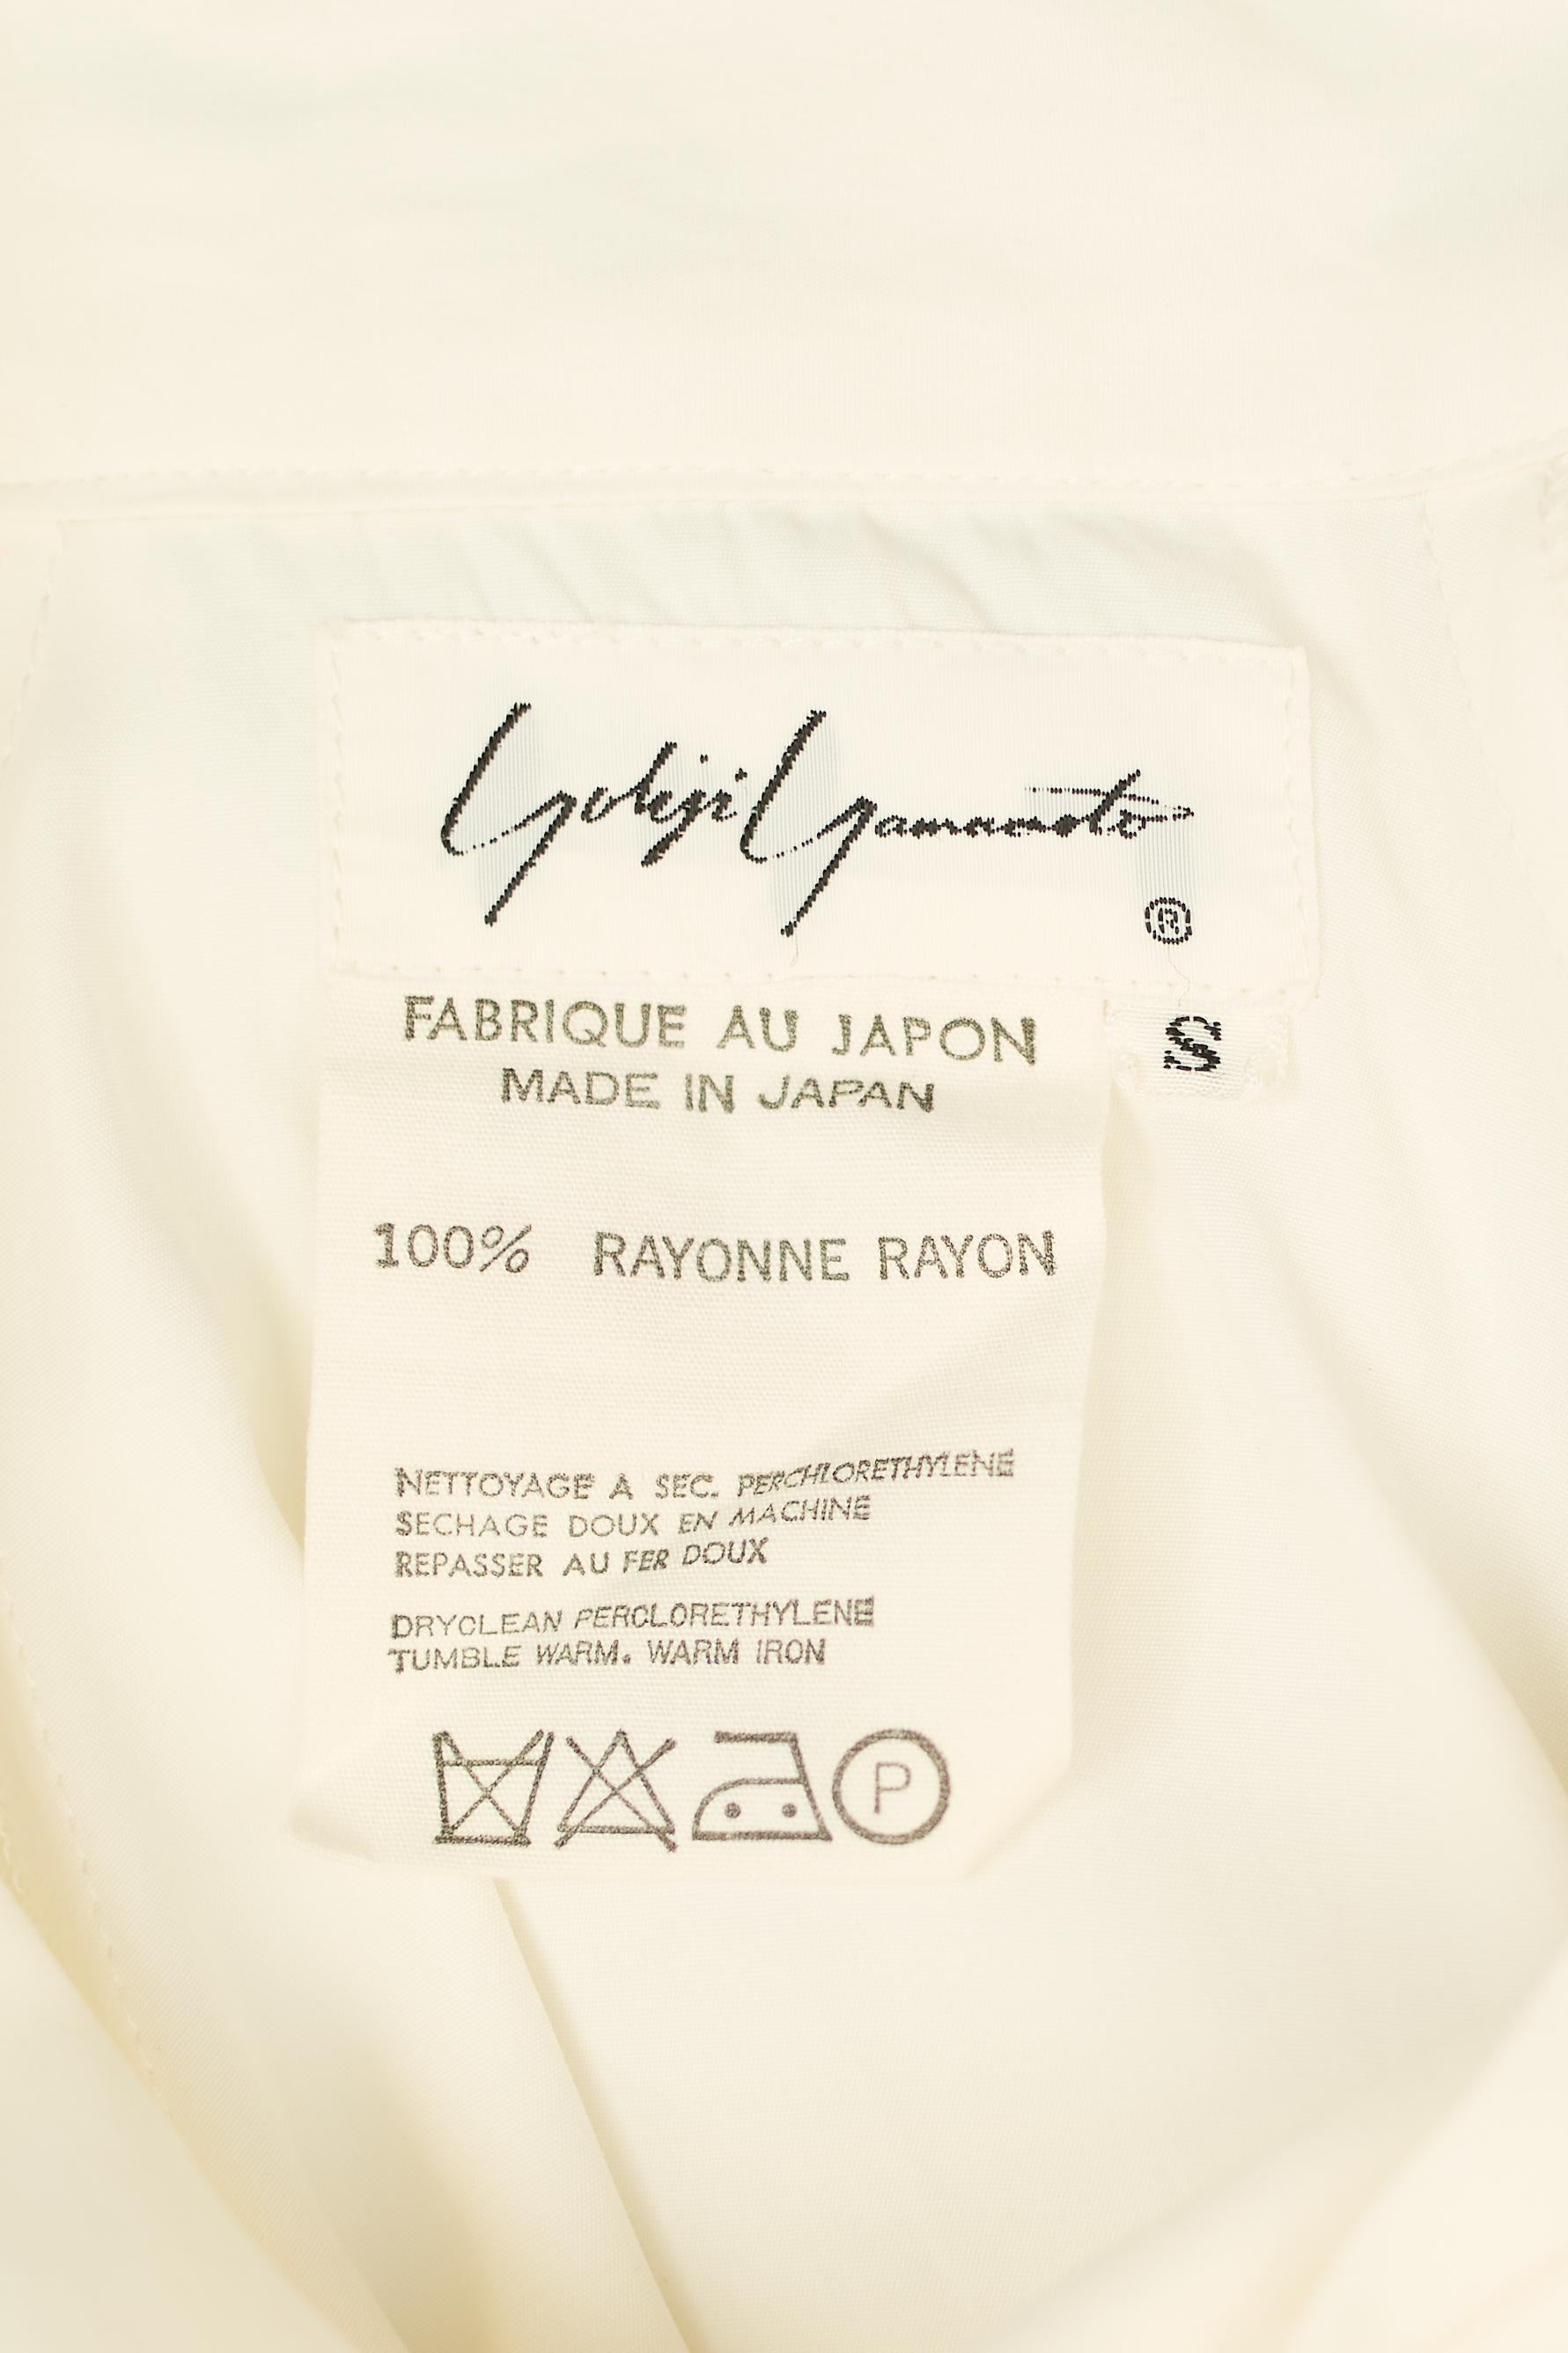 Yohji Yamamoto
®
S
FABRIQUE AU JAPON
MADE IN JAPAN
100% RAYONNE RAYON
NETTOYAGE A SEC. PERCHLORETHYLENE
SECHAGE DOUX EN MACHINE
REPASSER AU FER DOUX
DRYCLEAN PERCLORETHYLENE
TUMBLE WARM. WARM IRON
P